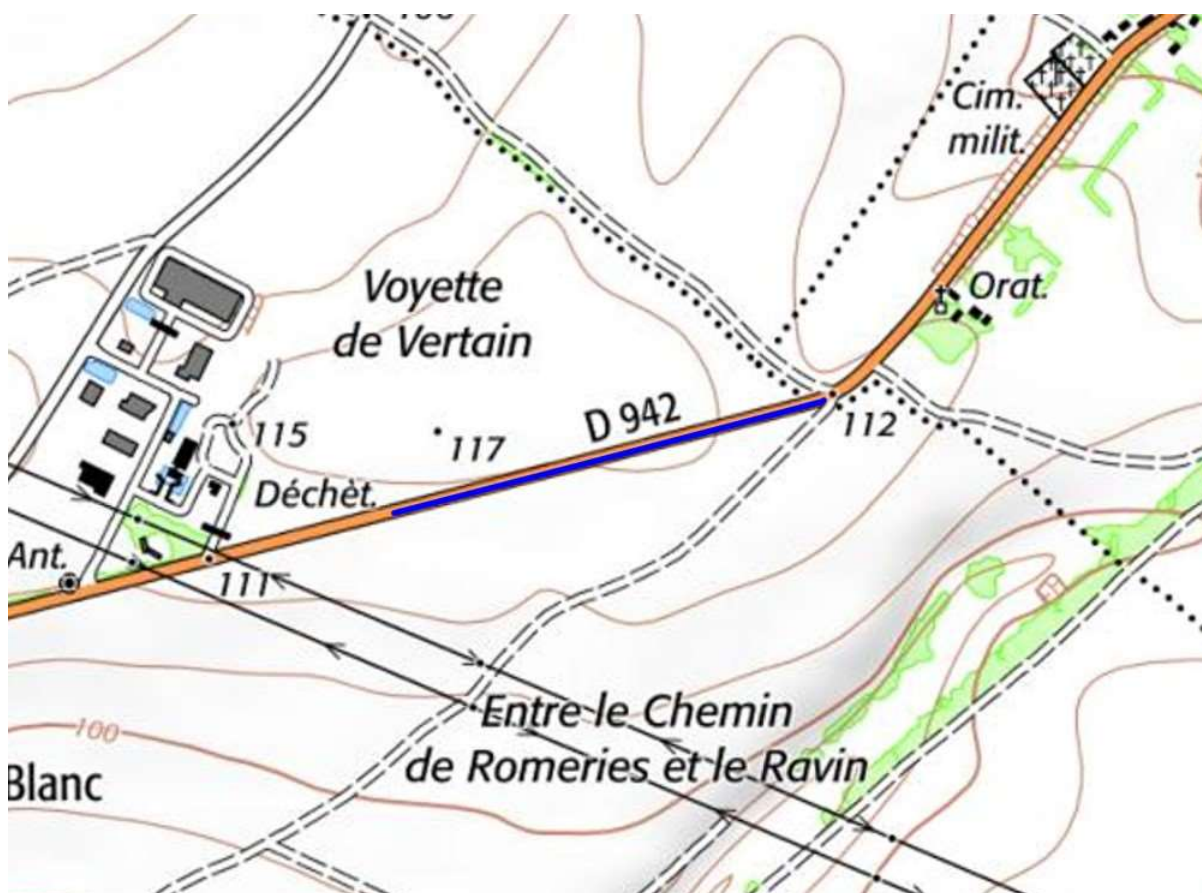 Cim.
milit.
Orat.
Voyette
de Vertain
D 942
112
115
117
Déchèt.
Ant.
111
Entre le Chemin
de Romeries et le Ravin
100
Blanc